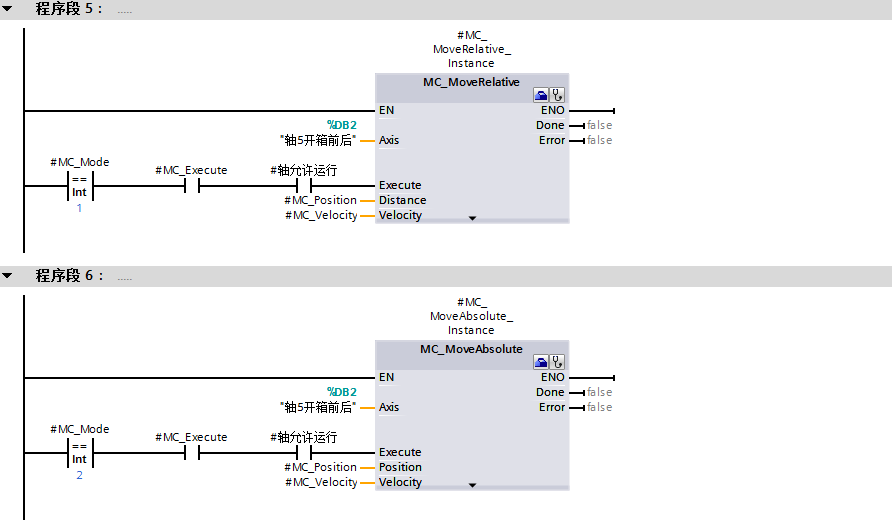 程序段 5： .....
#MC_
MoveRelative_
Instance
MC_MoveRelative
EN
ENO
%DB2
Done
false
"轴5开箱前后"
Axis
Error
false
#MC_Mode
#MC_Execute
#轴允许运行
==
Int
1
Execute
#MC_Position
Distance
#MC_Velocity
Velocity
程序段 6： .....
#MC_
MoveAbsolute_
Instance
MC_MoveAbsolute
EN
ENO
%DB2
Done
false
"轴5开箱前后"
Axis
Error
false
#MC_Mode
#MC_Execute
#轴允许运行
==
Int
2
Execute
#MC_Position
Position
#MC_Velocity
Velocity